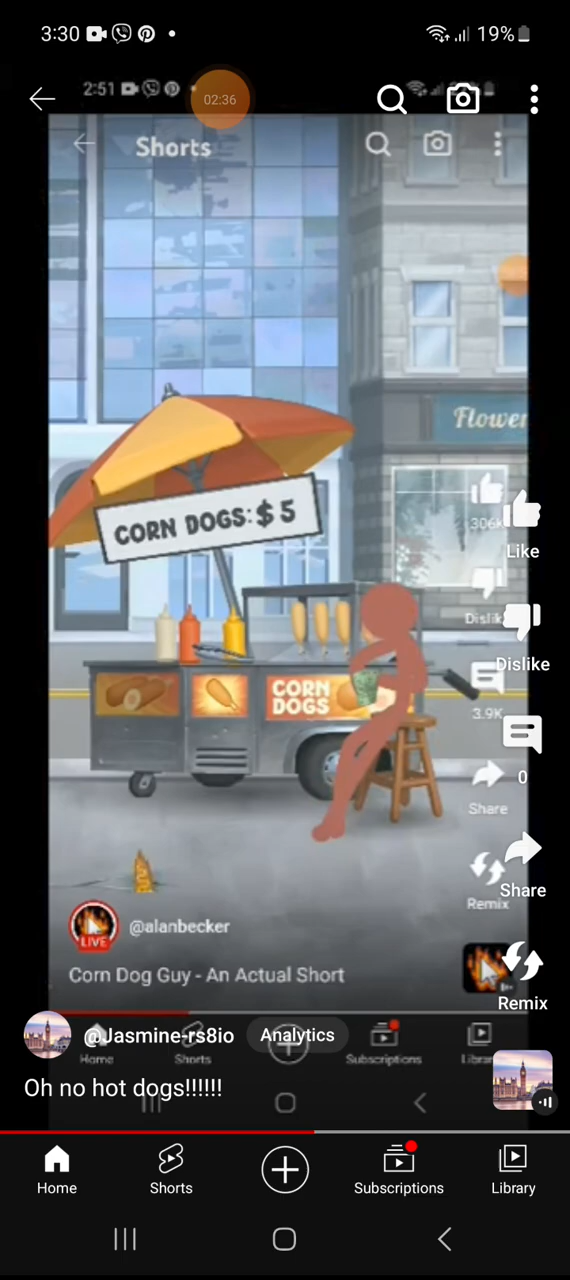 3:30
19%
2:51
02:36
Shorts
Flower
CORN DOGS: $ 5
306K
Like
CORN
DOGS
Dislike
3.9K
0
Share
Share
Remix
@alanbecker
LIVE
Corn Dog Guy - An Actual Short
Remix
@Jasmine-rs8io
Analytics
Home
Shorts
Subscriptions
Oh no hot dogs!!!!!!
Home
Shorts
Subscriptions
Library